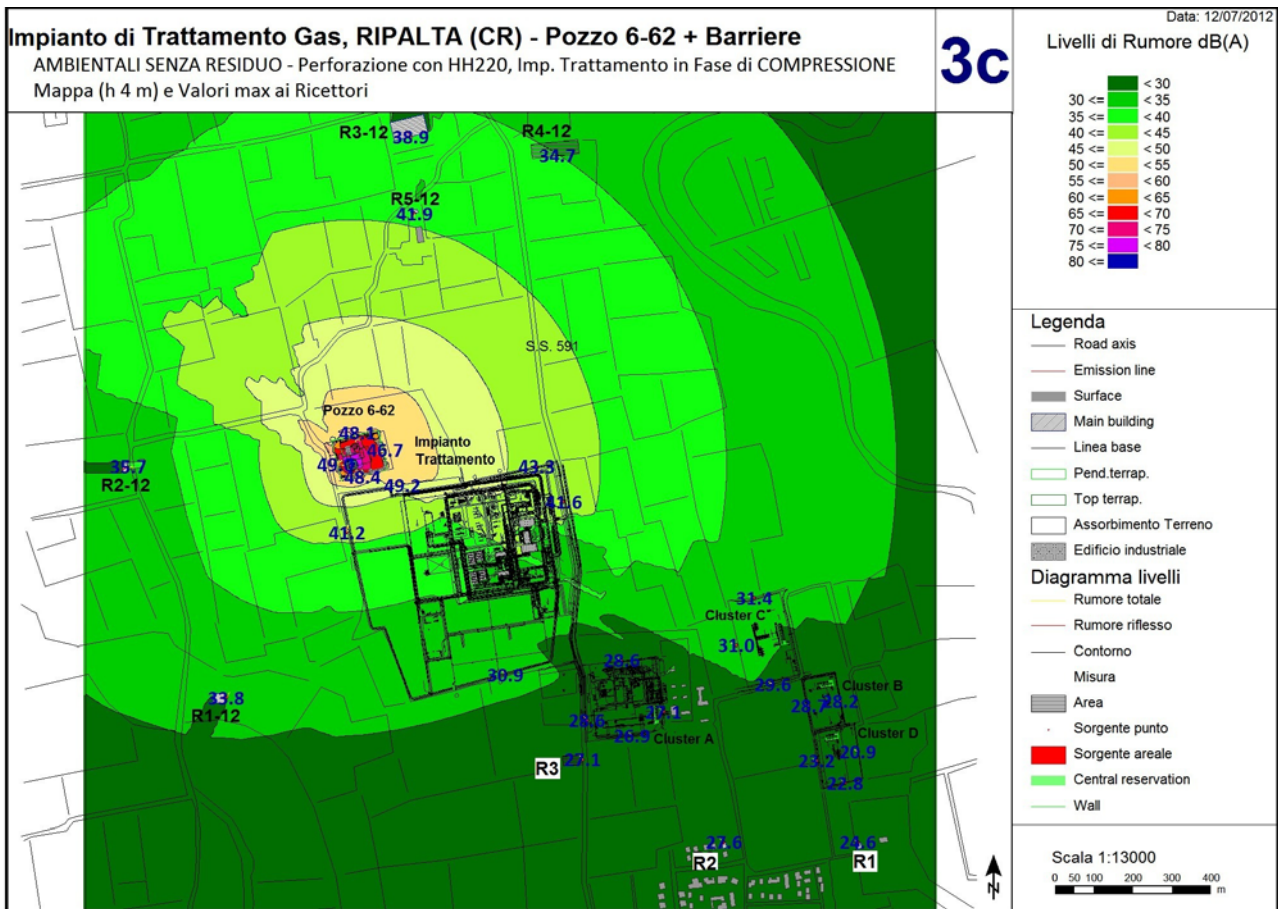 Data: 12/07/2012
Impianto di Trattamento Gas, RIPALTA (CR) - Pozzo 6-62 + Barriere
AMBIENTALI SENZA RESIDUO - Perforazione con HH220, Imp. Trattamento in Fase di COMPRESSIONE
Mappa (h 4 m) e Valori max ai Ricettori
3c
Livelli di Rumore dB(A)
< 30
30 <= < 35
35 <= < 40
40 <= < 45
45 <= < 50
50 <= < 55
55 <= < 60
60 <= < 65
65 <= < 70
70 <= < 75
75 <= < 80
80 <=
R3-12
38.9
R4-12
34.7
R5-12
41.9
S.S. 591
Pozzo 6-62
48.1
46.7
48.4
49.2
Impianto
Trattamento
43.3
41.6
41.2
R2-12
33.8
R1-12
30.9
31.4
Cluster C
31.0
28.6
29.6
Cluster B
28.7
28.2
27.1
28.6
Cluster A
Cluster D
20.9
23.2
22.8
R3
27.1
27.6
R2
24.6
R1
Legenda
Road axis
Emission line
Surface
Main building
Linea base
Pend.terrap.
Top terrap.
Assorbimento Terreno
Edificio industriale
Diagramma livelli
Rumore totale
Rumore riflesso
Contorno
Misura
Area
Sorgente punto
Sorgente areale
Central reservation
Wall
Scala 1:13000
0 50 100 200 300 400
m
N